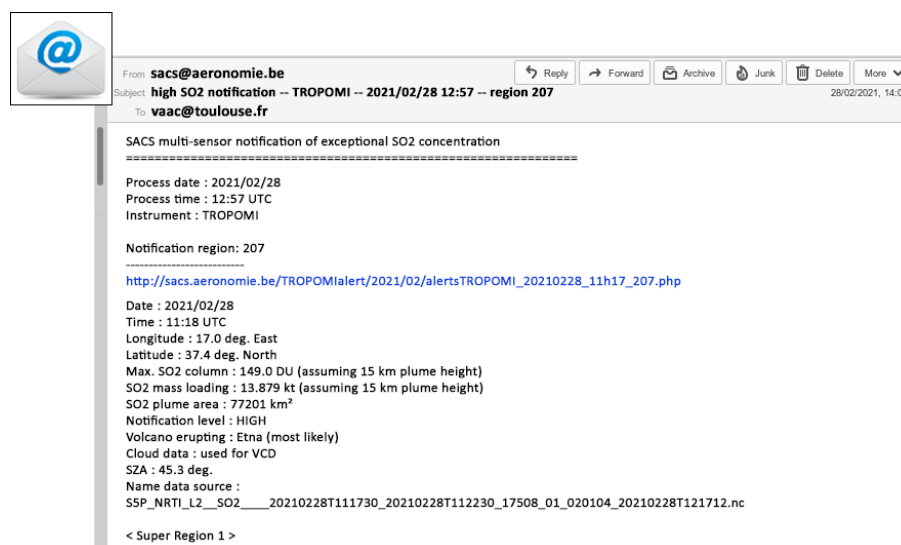 @
From sacs@aeronomie.be
Reply Forward Archive Junk Delete More
Subject high SO2 notification -- TROPOMI -- 2021/02/28 12:57 -- region 207
28/02/2021, 14:0
To vaac@toulouse.fr
SACS multi-sensor notification of exceptional SO2 concentration
===============================================================
Process date : 2021/02/28
Process time : 12:57 UTC
Instrument : TROPOMI
Notification region: 207
--------------------------
http://sacs.aeronomie.be/TROPOMIalert/2021/02/alertsTROPOMI_20210228_11h17_207.php
Date : 2021/02/28
Time : 11:18 UTC
Longitude : 17.0 deg. East
Latitude : 37.4 deg. North
Max. SO2 column : 149.0 DU (assuming 15 km plume height)
SO2 mass loading : 13.879 kt (assuming 15 km plume height)
SO2 plume area : 77201 km²
Notification level : HIGH
Volcano erupting : Etna (most likely)
Cloud data : used for VCD
SZA : 45.3 deg.
Name data source :
S5P_NRTI_L2__SO2____20210228T111730_20210228T112230_17508_01_020104_20210228T121712.nc
< Super Region 1 >